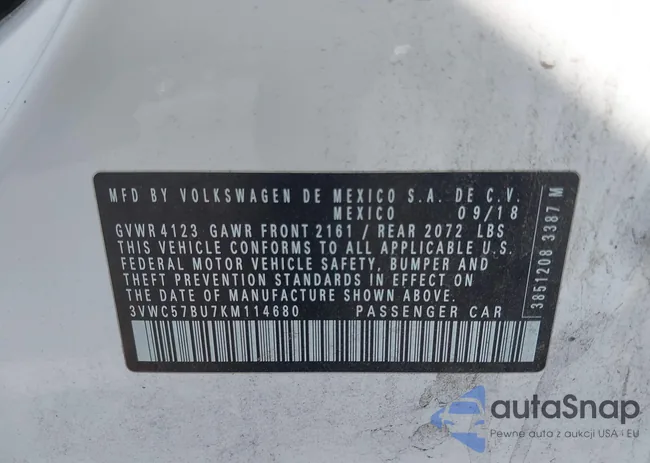 MFD BY VOLKSWAGEN DE MEXICO S.A. DE C.V.
MEXICO 09/18
GVWR 4123 GAWR FRONT 2161 / REAR 2072 LBS
THIS VEHICLE CONFORMS TO ALL APPLICABLE U.S.
FEDERAL MOTOR VEHICLE SAFETY, BUMPER AND
THEFT PREVENTION STANDARDS IN EFFECT ON THE
DATE OF MANUFACTURE SHOWN ABOVE.
3VWC57BU7KM114680 PASSENGER CAR
3851208 3387 M
autoSnap
Pewne auta z aukcji USA i EU